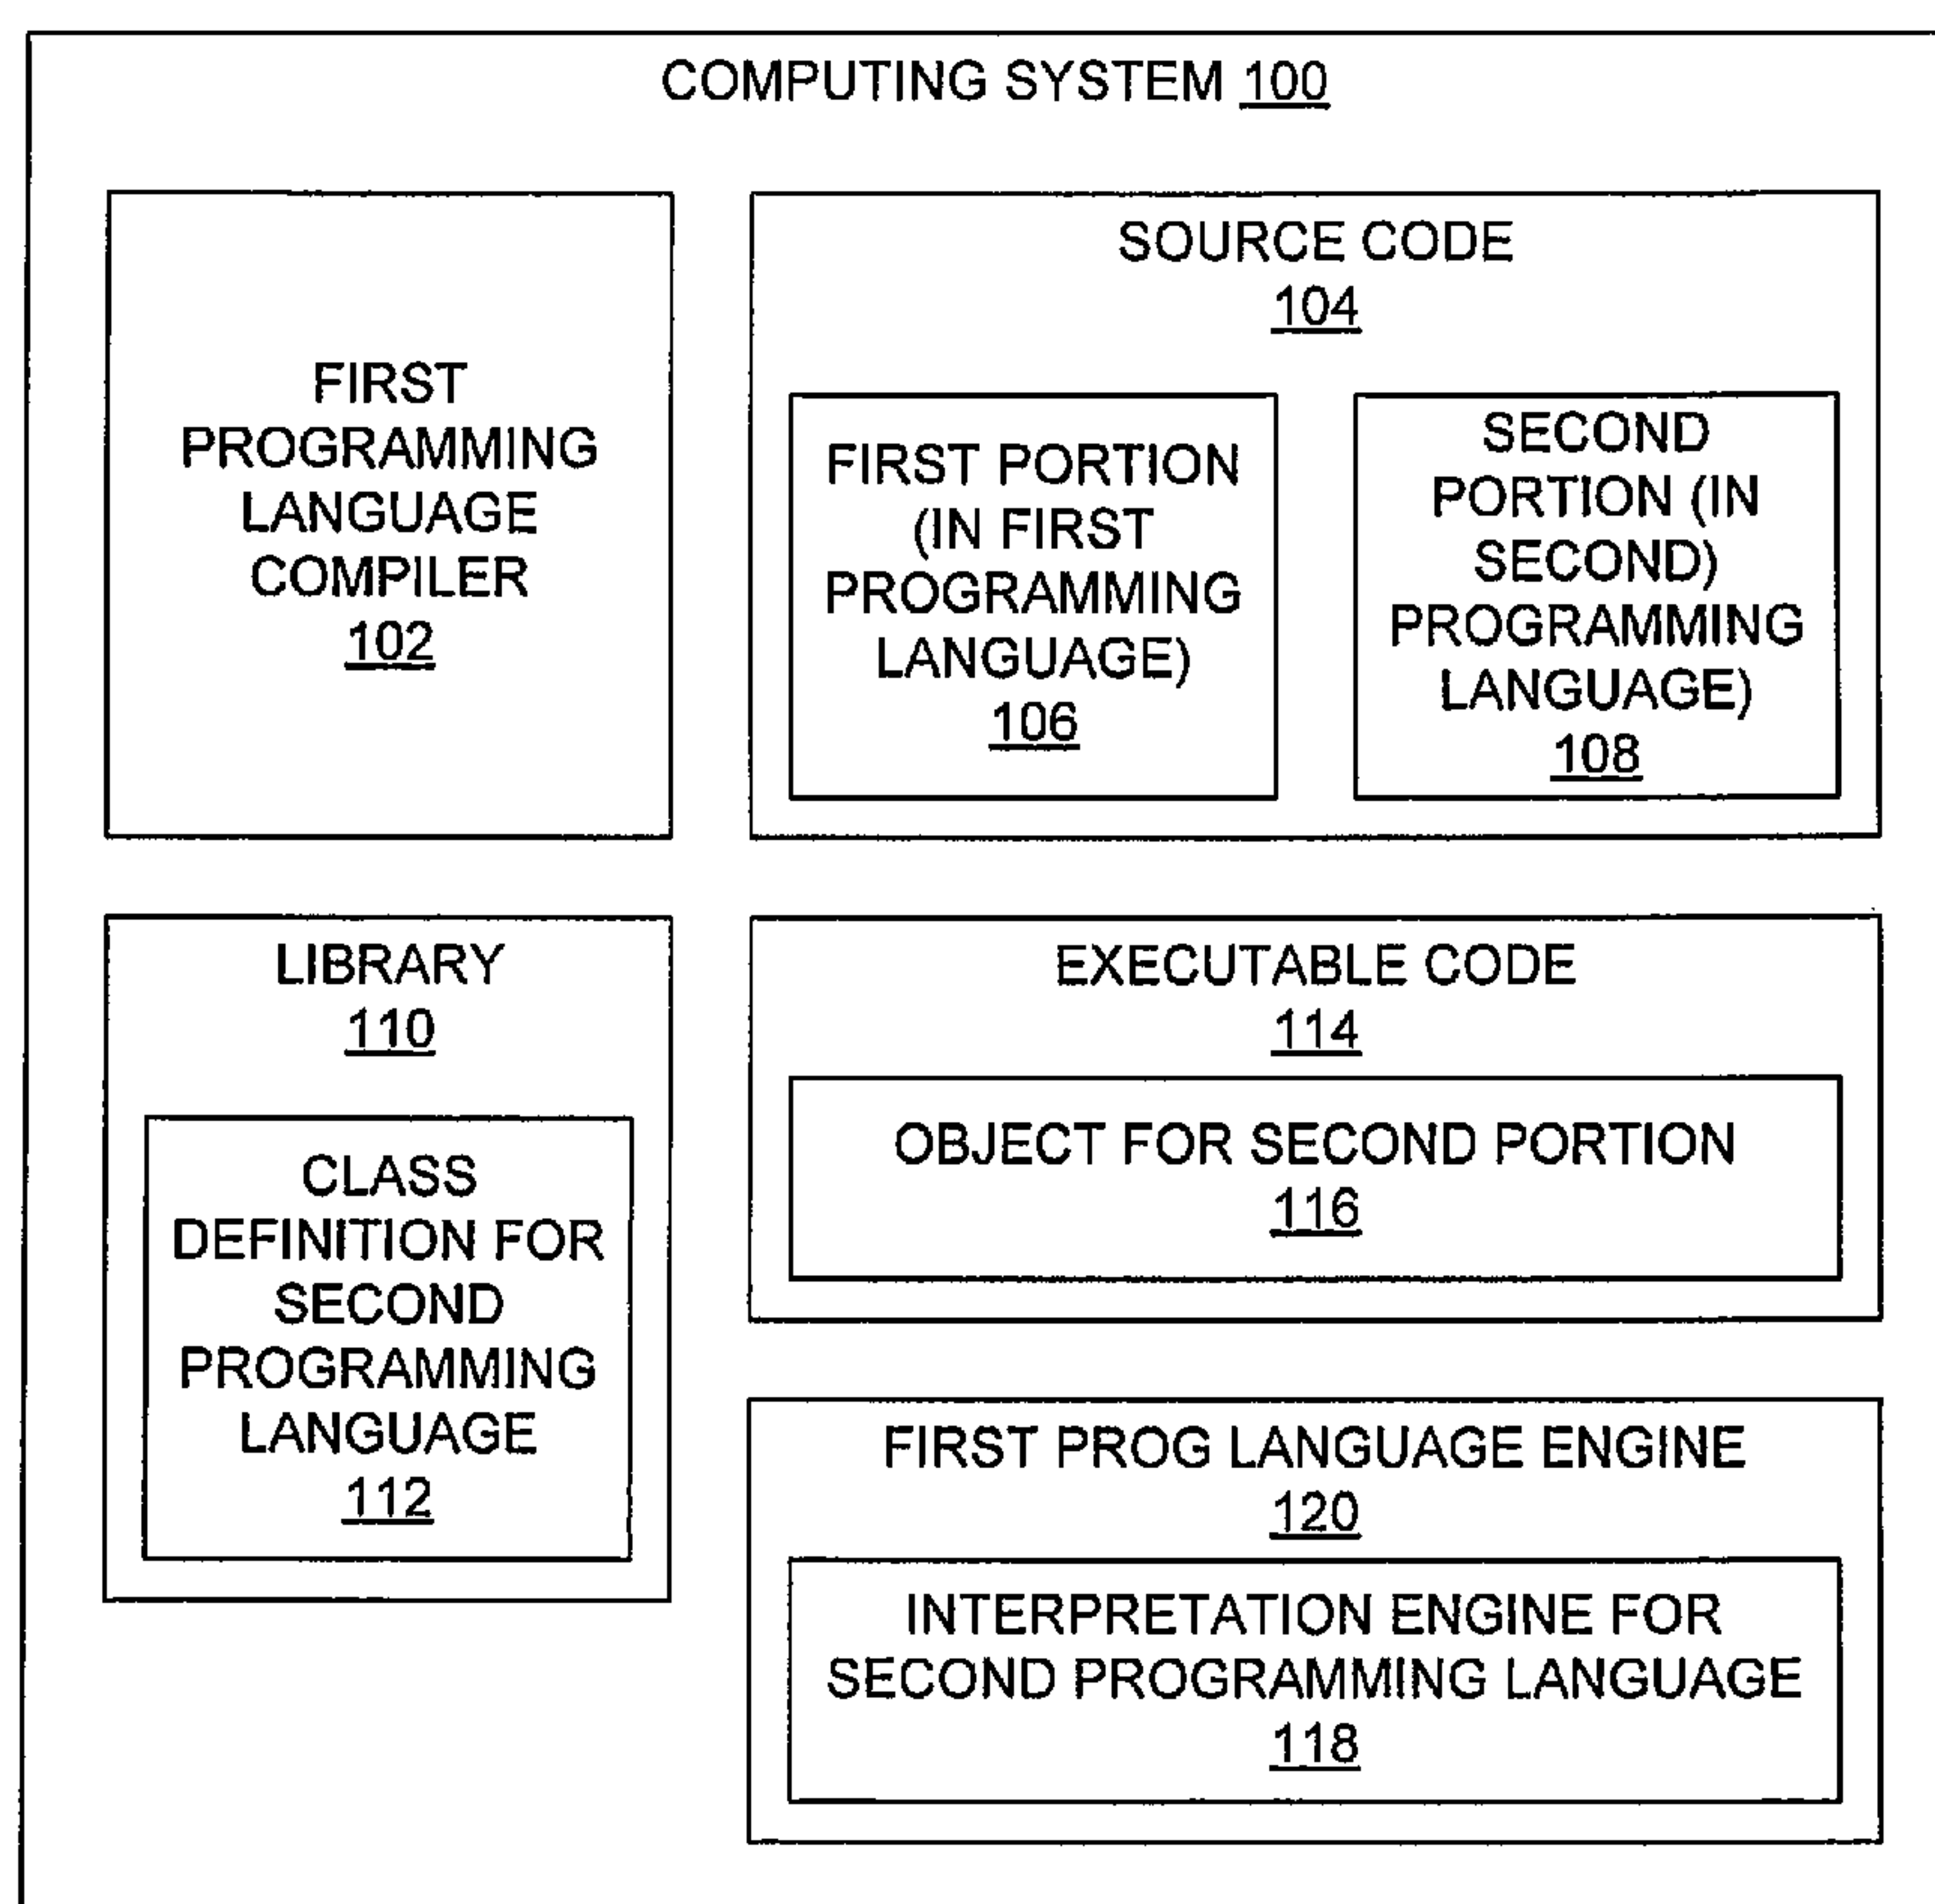 COMPUTING SYSTEM 100
FIRST
PROGRAMMING
LANGUAGE
COMPILER
102
SOURCE CODE
104
FIRST PORTION
(IN FIRST
PROGRAMMING
LANGUAGE)
106
SECOND
PORTION (IN
SECOND)
PROGRAMMING
LANGUAGE)
108
LIBRARY
110
CLASS
DEFINITION FOR
SECOND
PROGRAMMING
LANGUAGE
112
EXECUTABLE CODE
114
OBJECT FOR SECOND PORTION
116
FIRST PROG LANGUAGE ENGINE
120
INTERPRETATION ENGINE FOR
SECOND PROGRAMMING LANGUAGE
118